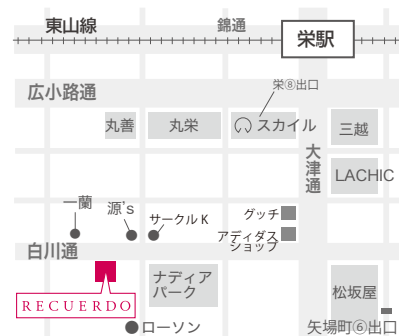 東山線
錦通
栄駅
栄⑧出口
広小路通
丸善
丸栄
スカイル
三越
大津通
LACHIC
一蘭
源's
サークルK
グッチ
アディダス
ショップ
白川通
ナディア
パーク
松坂屋
RECUERDO
ローソン
矢場町⑥出口